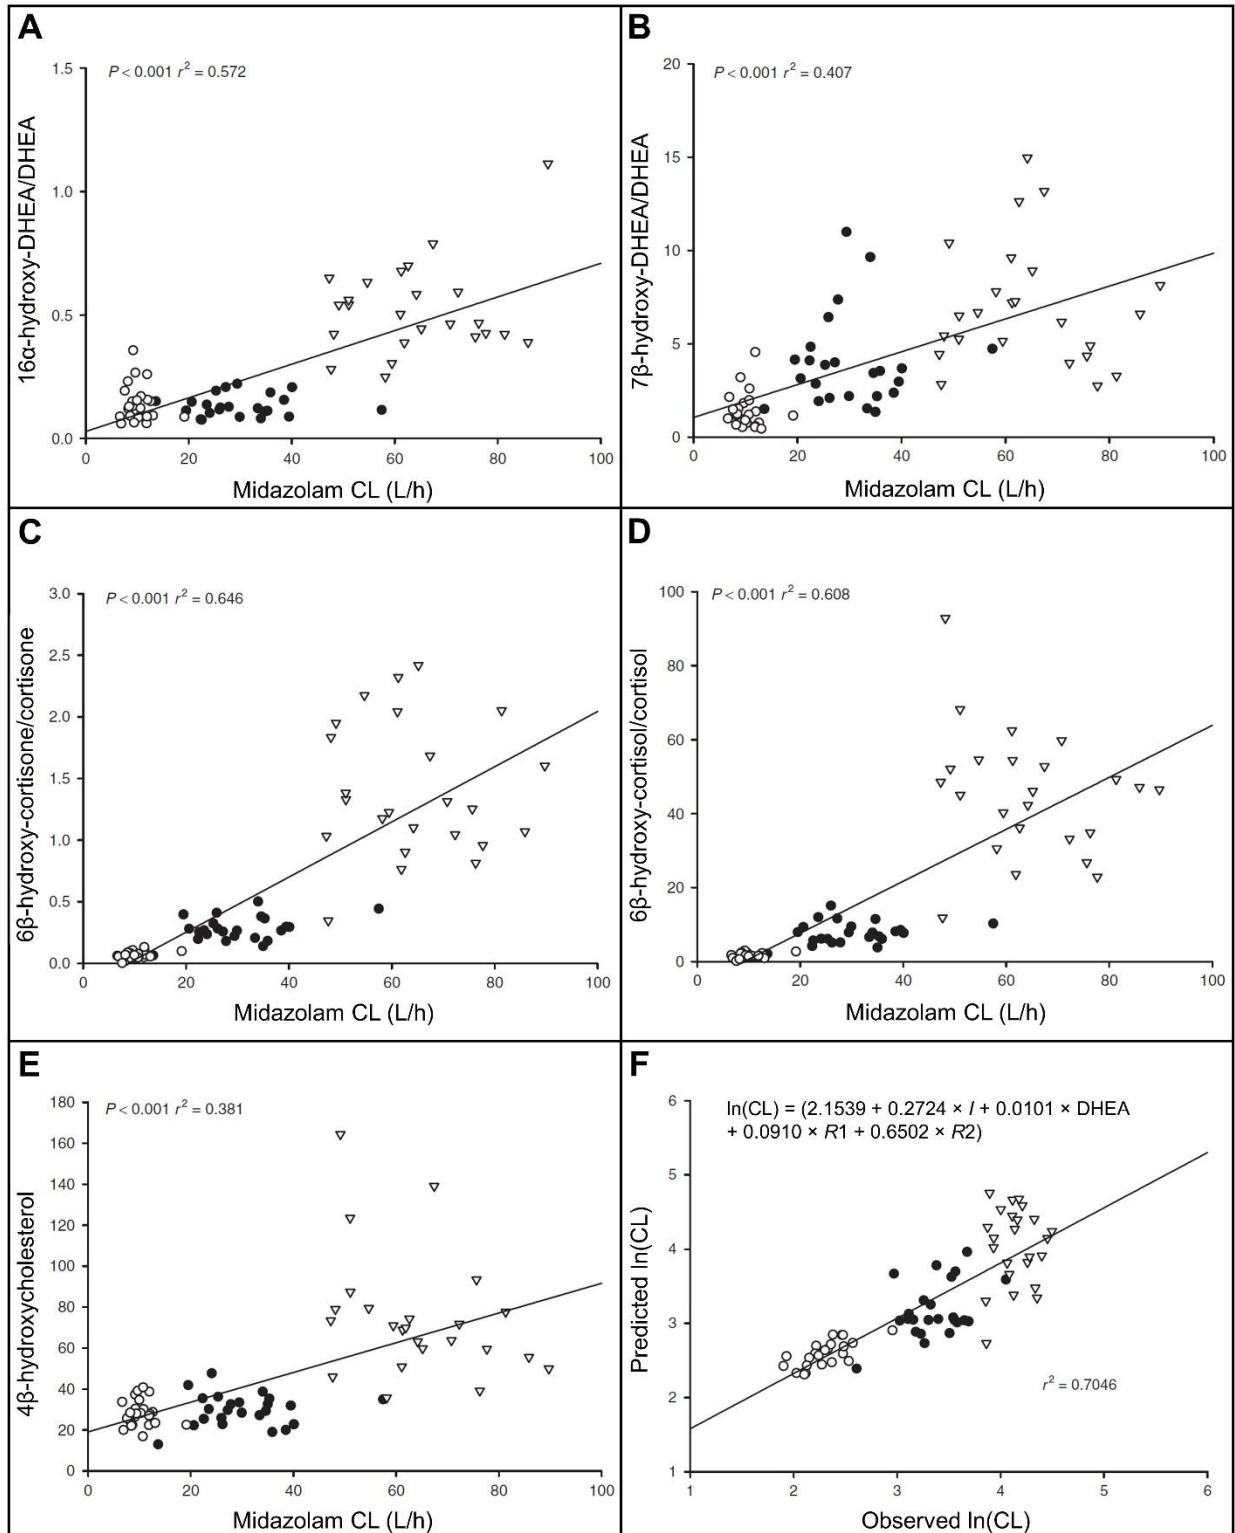 A
P < 0.001 r² = 0.572
16α-hydroxy-DHEA/DHEA
1.5
1.0
0.5
0.0
0 20 40 60 80 100
Midazolam CL (L/h)
B
P < 0.001 r² = 0.407
7β-hydroxy-DHEA/DHEA
20
15
10
5
0
0 20 40 60 80 100
Midazolam CL (L/h)
C
P < 0.001 r² = 0.646
6β-hydroxy-cortisone/cortisone
3.0
2.5
2.0
1.5
1.0
0.5
0.0
0 20 40 60 80 100
Midazolam CL (L/h)
D
P < 0.001 r² = 0.608
6β-hydroxy-cortisol/cortisol
100
80
60
40
20
0
0 20 40 60 80 100
Midazolam CL (L/h)
E
P < 0.001 r² = 0.381
4β-hydroxycholesterol
180
160
140
120
100
80
60
40
20
0
0 20 40 60 80 100
Midazolam CL (L/h)
F
ln(CL) = (2.1539 + 0.2724 × I + 0.0101 × DHEA
+ 0.0910 × R1 + 0.6502 × R2)
Predicted ln(CL)
6
5
4
3
2
1
r² = 0.7046
1 2 3 4 5 6
Observed ln(CL)